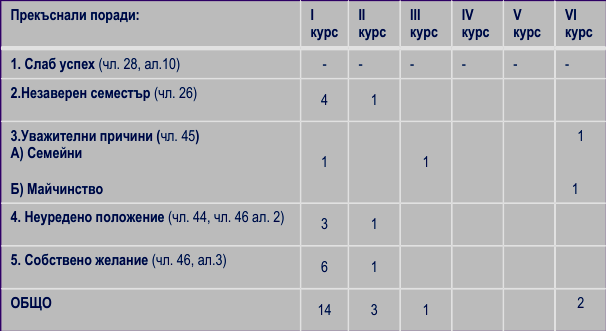 Прекъснали поради: I курс II курс III курс IV курс V курс VI курс
1. Слаб успех (чл. 28, ал.10) - - - - - -
2.Незаверен семестър (чл. 26) 4 1
3.Уважителни причини (чл. 45) 1
А) Семейни 1 1
Б) Майчинство 1
4. Неуредено положение (чл. 44, чл. 46 ал. 2) 3 1
5. Собствено желание (чл. 46, ал.3) 6 1
ОБЩО 14 3 1 2